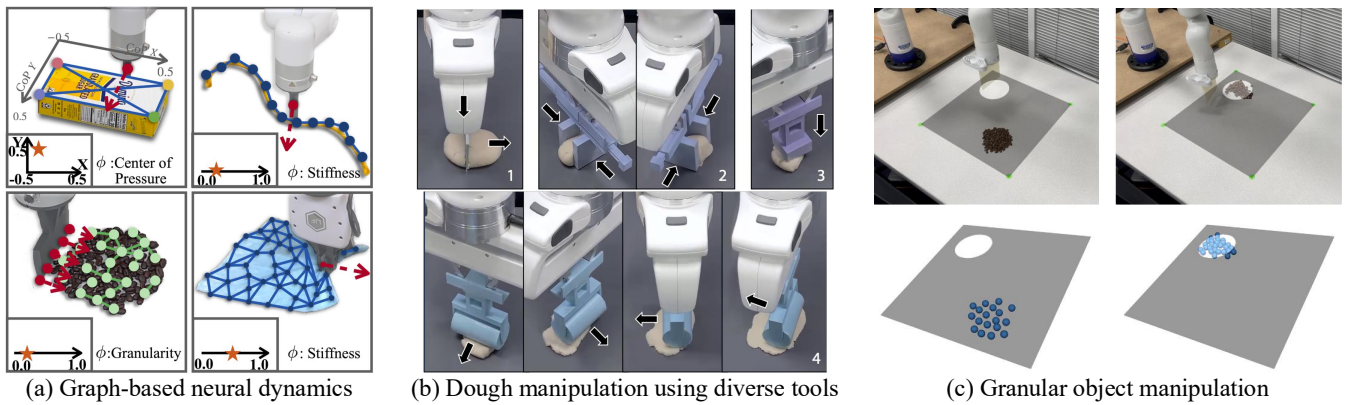 -0.5
CoP X
0.5
CoP Y
0.5
Y
0.5
X
-0.5
0.5
ϕ :Center of
Pressure
0.0
1.0
ϕ : Stiffness
0.0
1.0
ϕ:Granularity
0.0
1.0
ϕ : Stiffness
(a) Graph-based neural dynamics
1
2
3
4
(b) Dough manipulation using diverse tools
(c) Granular object manipulation